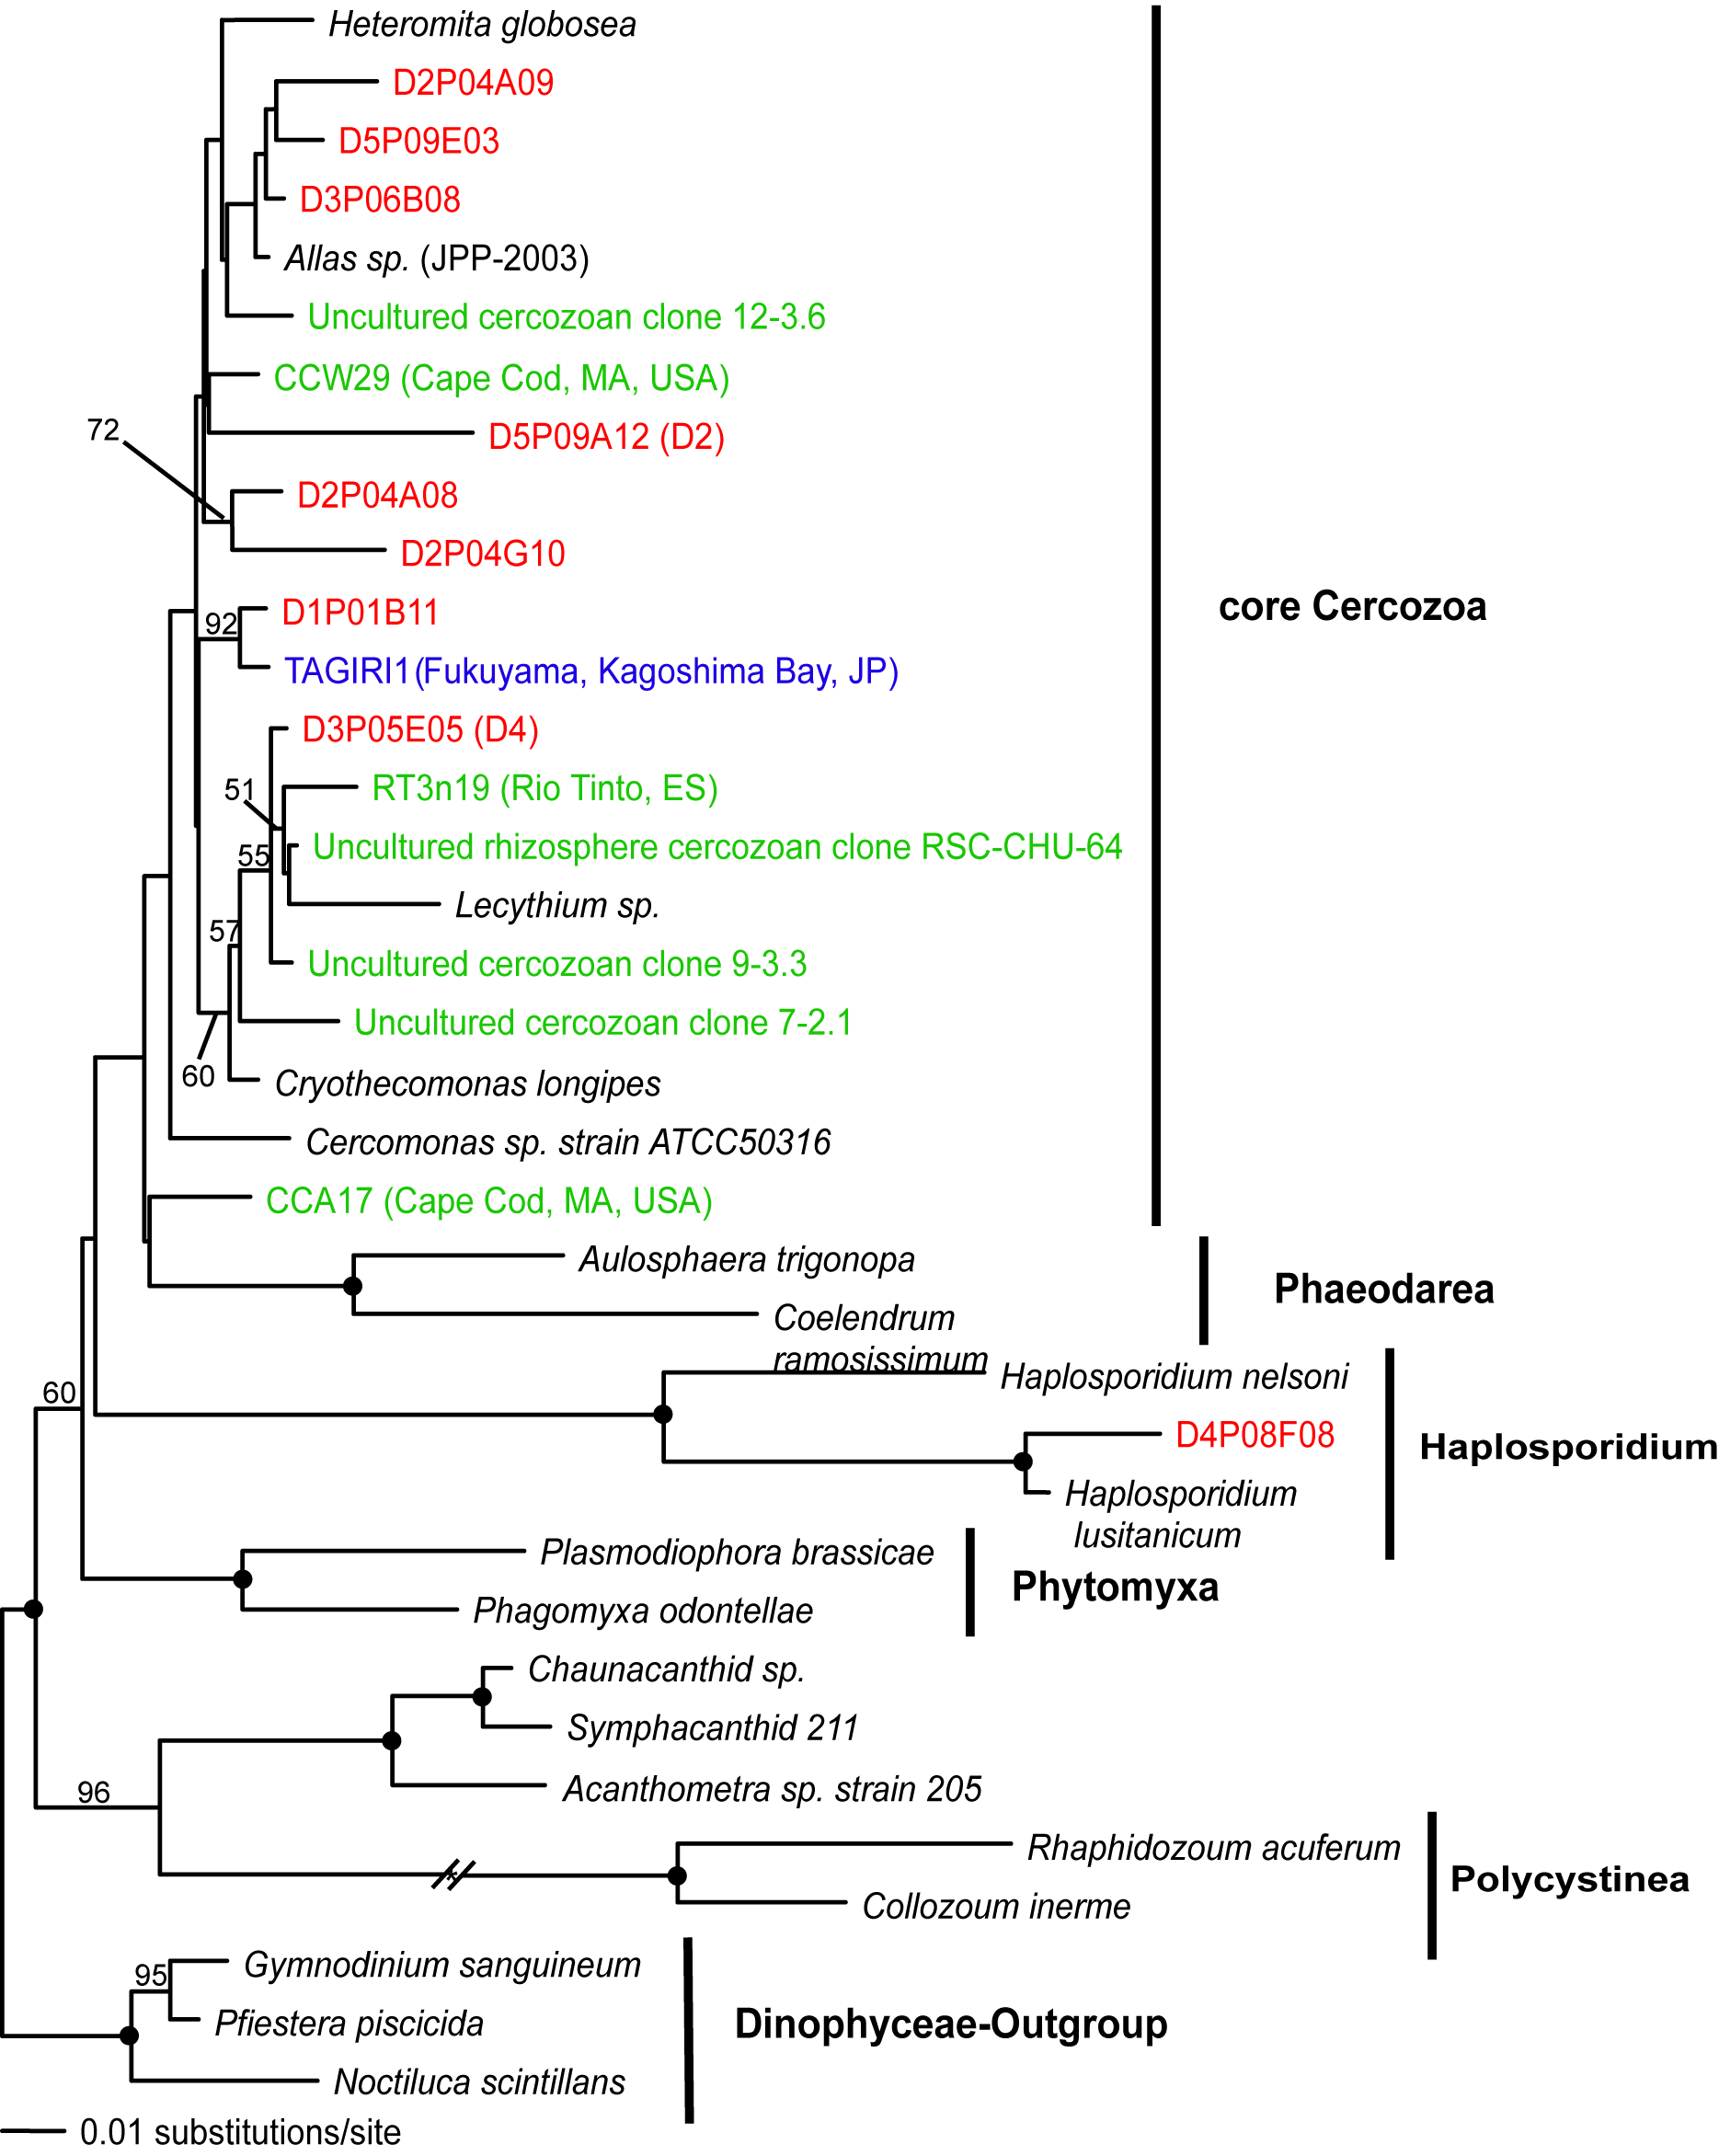 Heteromita globosea
D2P04A09
D5P09E03
D3P06B08
Allas sp. (JPP-2003)
Uncultured cercozoan clone 12-3.6
CCW29 (Cape Cod, MA, USA)
72
D5P09A12 (D2)
D2P04A08
D2P04G10
core Cercozoa
D1P01B11
92
TAGIRI1(Fukuyama, Kagoshima Bay, JP)
D3P05E05 (D4)
51
RT3n19 (Rio Tinto, ES)
55
Uncultured rhizosphere cercozoan clone RSC-CHU-64
Lecythium sp.
57
Uncultured cercozoan clone 9-3.3
Uncultured cercozoan clone 7-2.1
60
Cryothecomonas longipes
Cercomonas sp. strain ATCC50316
CCA17 (Cape Cod, MA, USA)
Aulosphaera trigonopa
Phaeodarea
Coelendrum
ramosissimum
Haplosporidium nelsoni
60
D4P08F08
Haplosporidium
Haplosporidium
lusitanicum
Plasmodiophora brassicae
Phytomyxa
Phagomyxa odontellae
Chaunacanthid sp.
Symphacanthid 211
96
Acanthometra sp. strain 205
Rhaphidozoum acuferum
Polycystinea
Collozoum inerme
Gymnodinium sanguineum
95
Pfiestera piscicida
Dinophyceae-Outgroup
Noctiluca scintillans
0.01 substitutions/site